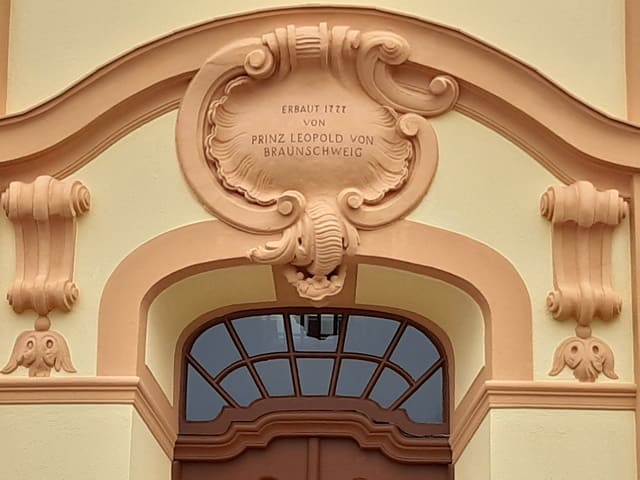 ERBAUT 1777
VON
PRINZ LEOPOLD VON
BRAUNSCHWEIG